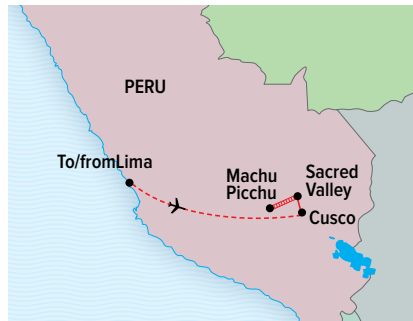 PERU
To/fromLima
Machu
Picchu
Sacred
Valley
Cusco